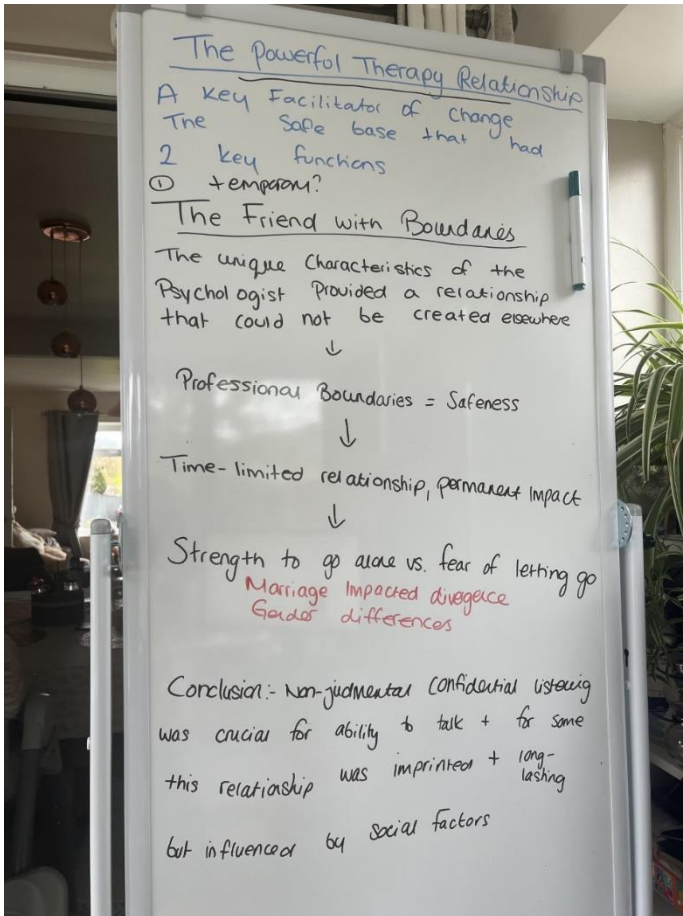 The Powerful Therapy Relationship
A Key Facilitator of change
The Safe base that had
2 key functions
① temporary?
The Friend with Boundaries
The unique Characteristics of the
Psychologist Provided a relationship
that could not be created elsewhere
↓
Professional Boundaries = Safeness
↓
Time-limited relationship, permanent Impact
↓
Strength to go alone vs. fear of letting go
Marriage Impacted divegence
Gender differences
Conclusion:- Non-judmental confidential listening
was crucial for ability to talk + for some
this relationship was imprinted + long-
lasting
but influenced by social factors